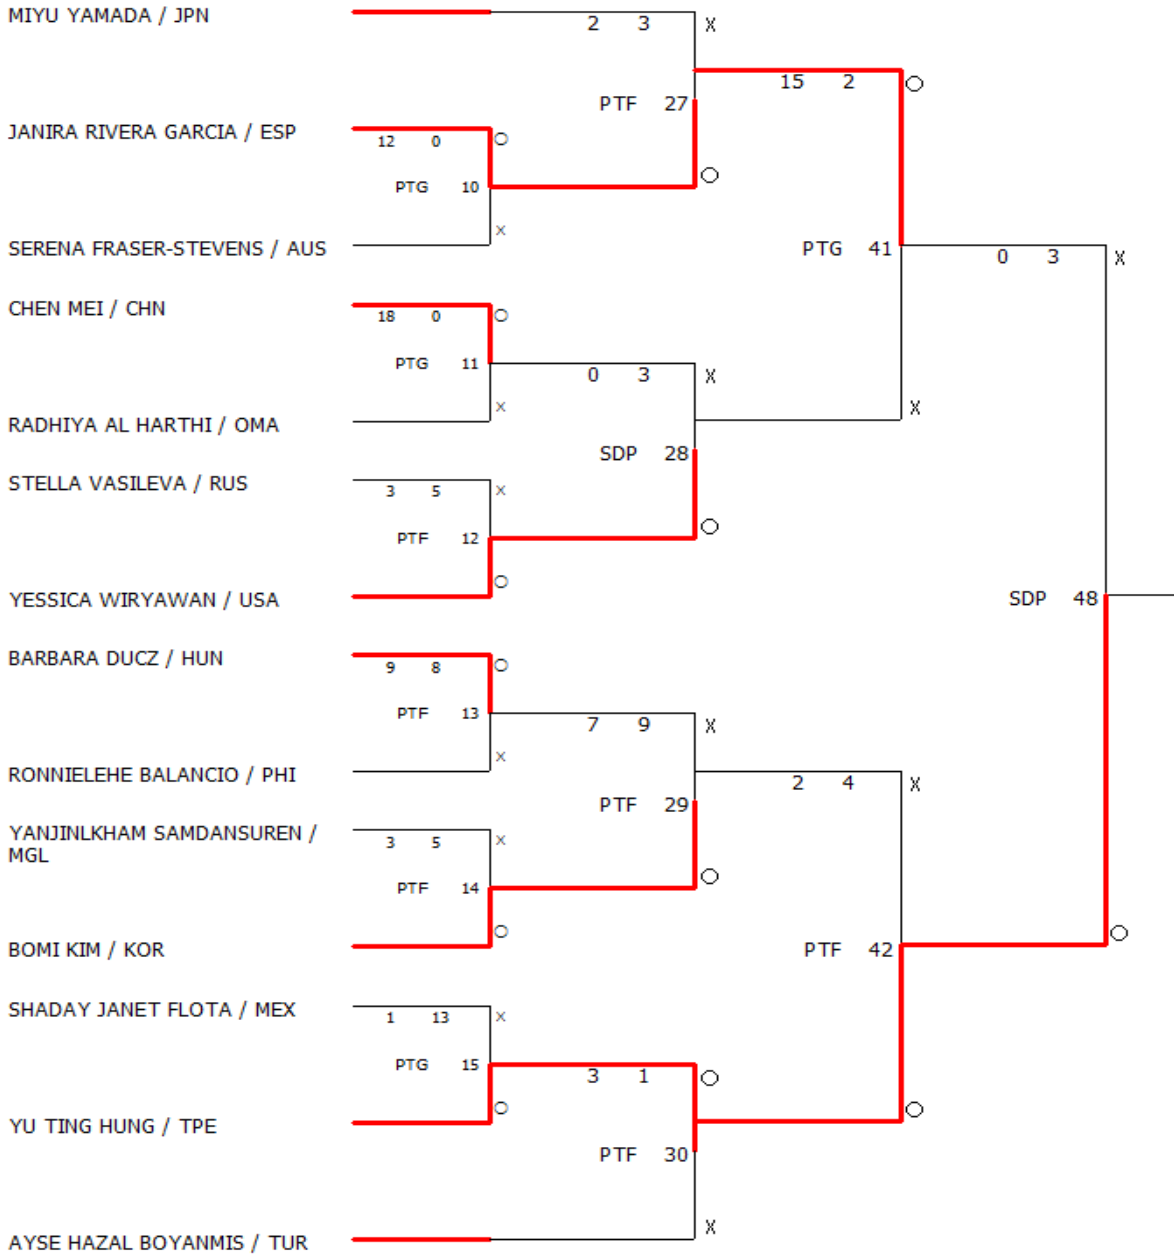 MIYU YAMADA / JPN
2 3 X
15 2 O
PTF 27
JANIRA RIVERA GARCIA / ESP
12 0 O
PTG 10
O
X
SERENA FRASER-STEVENS / AUS
PTG 41
0 3 X
CHEN MEI / CHN
18 0 O
PTG 11
0 3 X
X
X
RADHIYA AL HARTHI / OMA
SDP 28
STELLA VASILEVA / RUS
3 5 X
PTF 12
O
O
YESSICA WIRYAWAN / USA
SDP 48
BARBARA DUCZ / HUN
9 8 O
PTF 13
7 9 X
X
RONNIELEHE BALANCIO / PHI
2 4 X
PTF 29
YANJINLKHAM SAMDANSUREN /
MGL
3 5 X
PTF 14
O
O
O
BOMI KIM / KOR
PTF 42
SHADAY JANET FLOTA / MEX
1 13 X
PTG 15
3 1 O
O
O
YU TING HUNG / TPE
PTF 30
X
AYSE HAZAL BOYANMIS / TUR